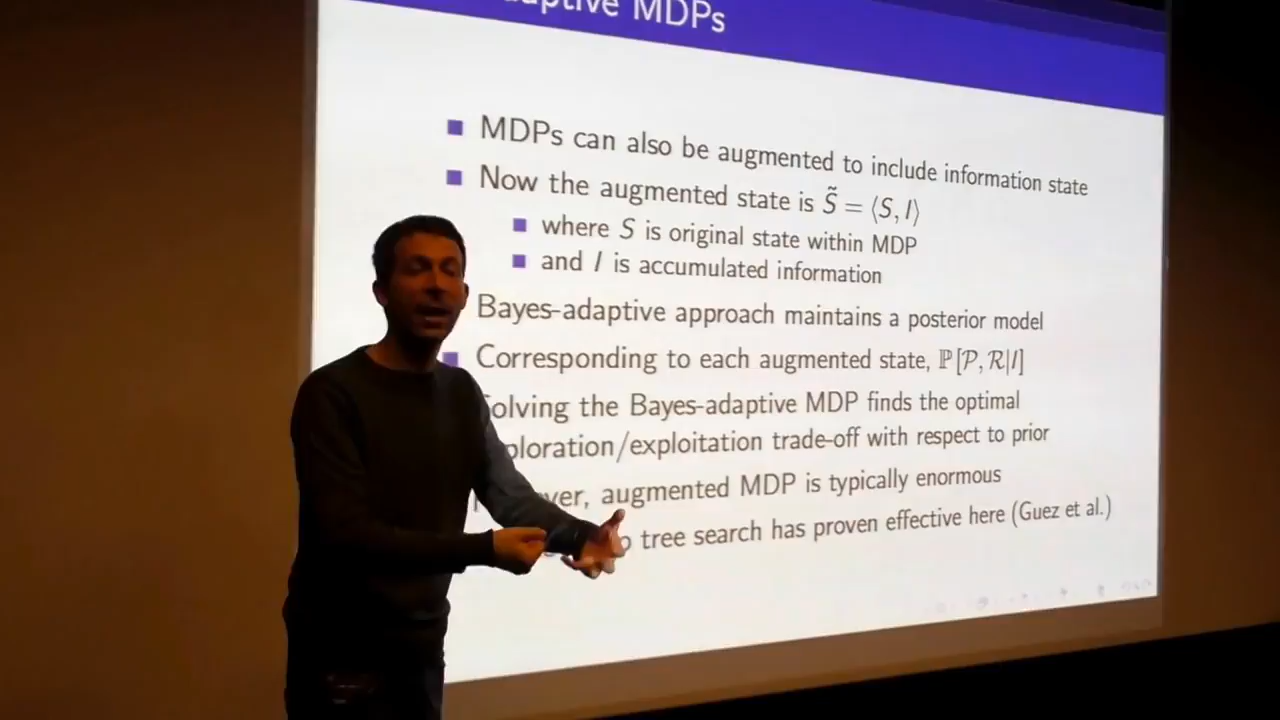 MDPs
MDPs can also be augmented to include information state
Now the augmented state is S̃ = ⟨S, I⟩
where S is original state within MDP
and I is accumulated information
Bayes-adaptive approach maintains a posterior model
Corresponding to each augmented state, ℙ[𝒫, ℛ|I]
olving the Bayes-adaptive MDP finds the optimal
ploration/exploitation trade-off with respect to prior
ver, augmented MDP is typically enormous
tree search has proven effective here (Guez et al.)